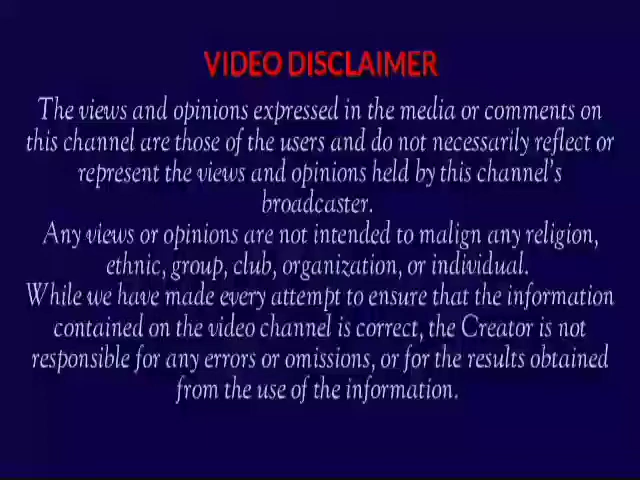 VIDEO DISCLAIMER
The views and opinions expressed in the media or comments on
this channel are those of the users and do not necessarily reflect or
represent the views and opinions held by this channel's
broadcaster.
Any views or opinions are not intended to malign any religion,
ethnic, group, club, organization, or individual.
While we have made every attempt to ensure that the information
contained on the video channel is correct, the Creator is not
responsible for any errors or omissions, or for the results obtained
from the use of the information.